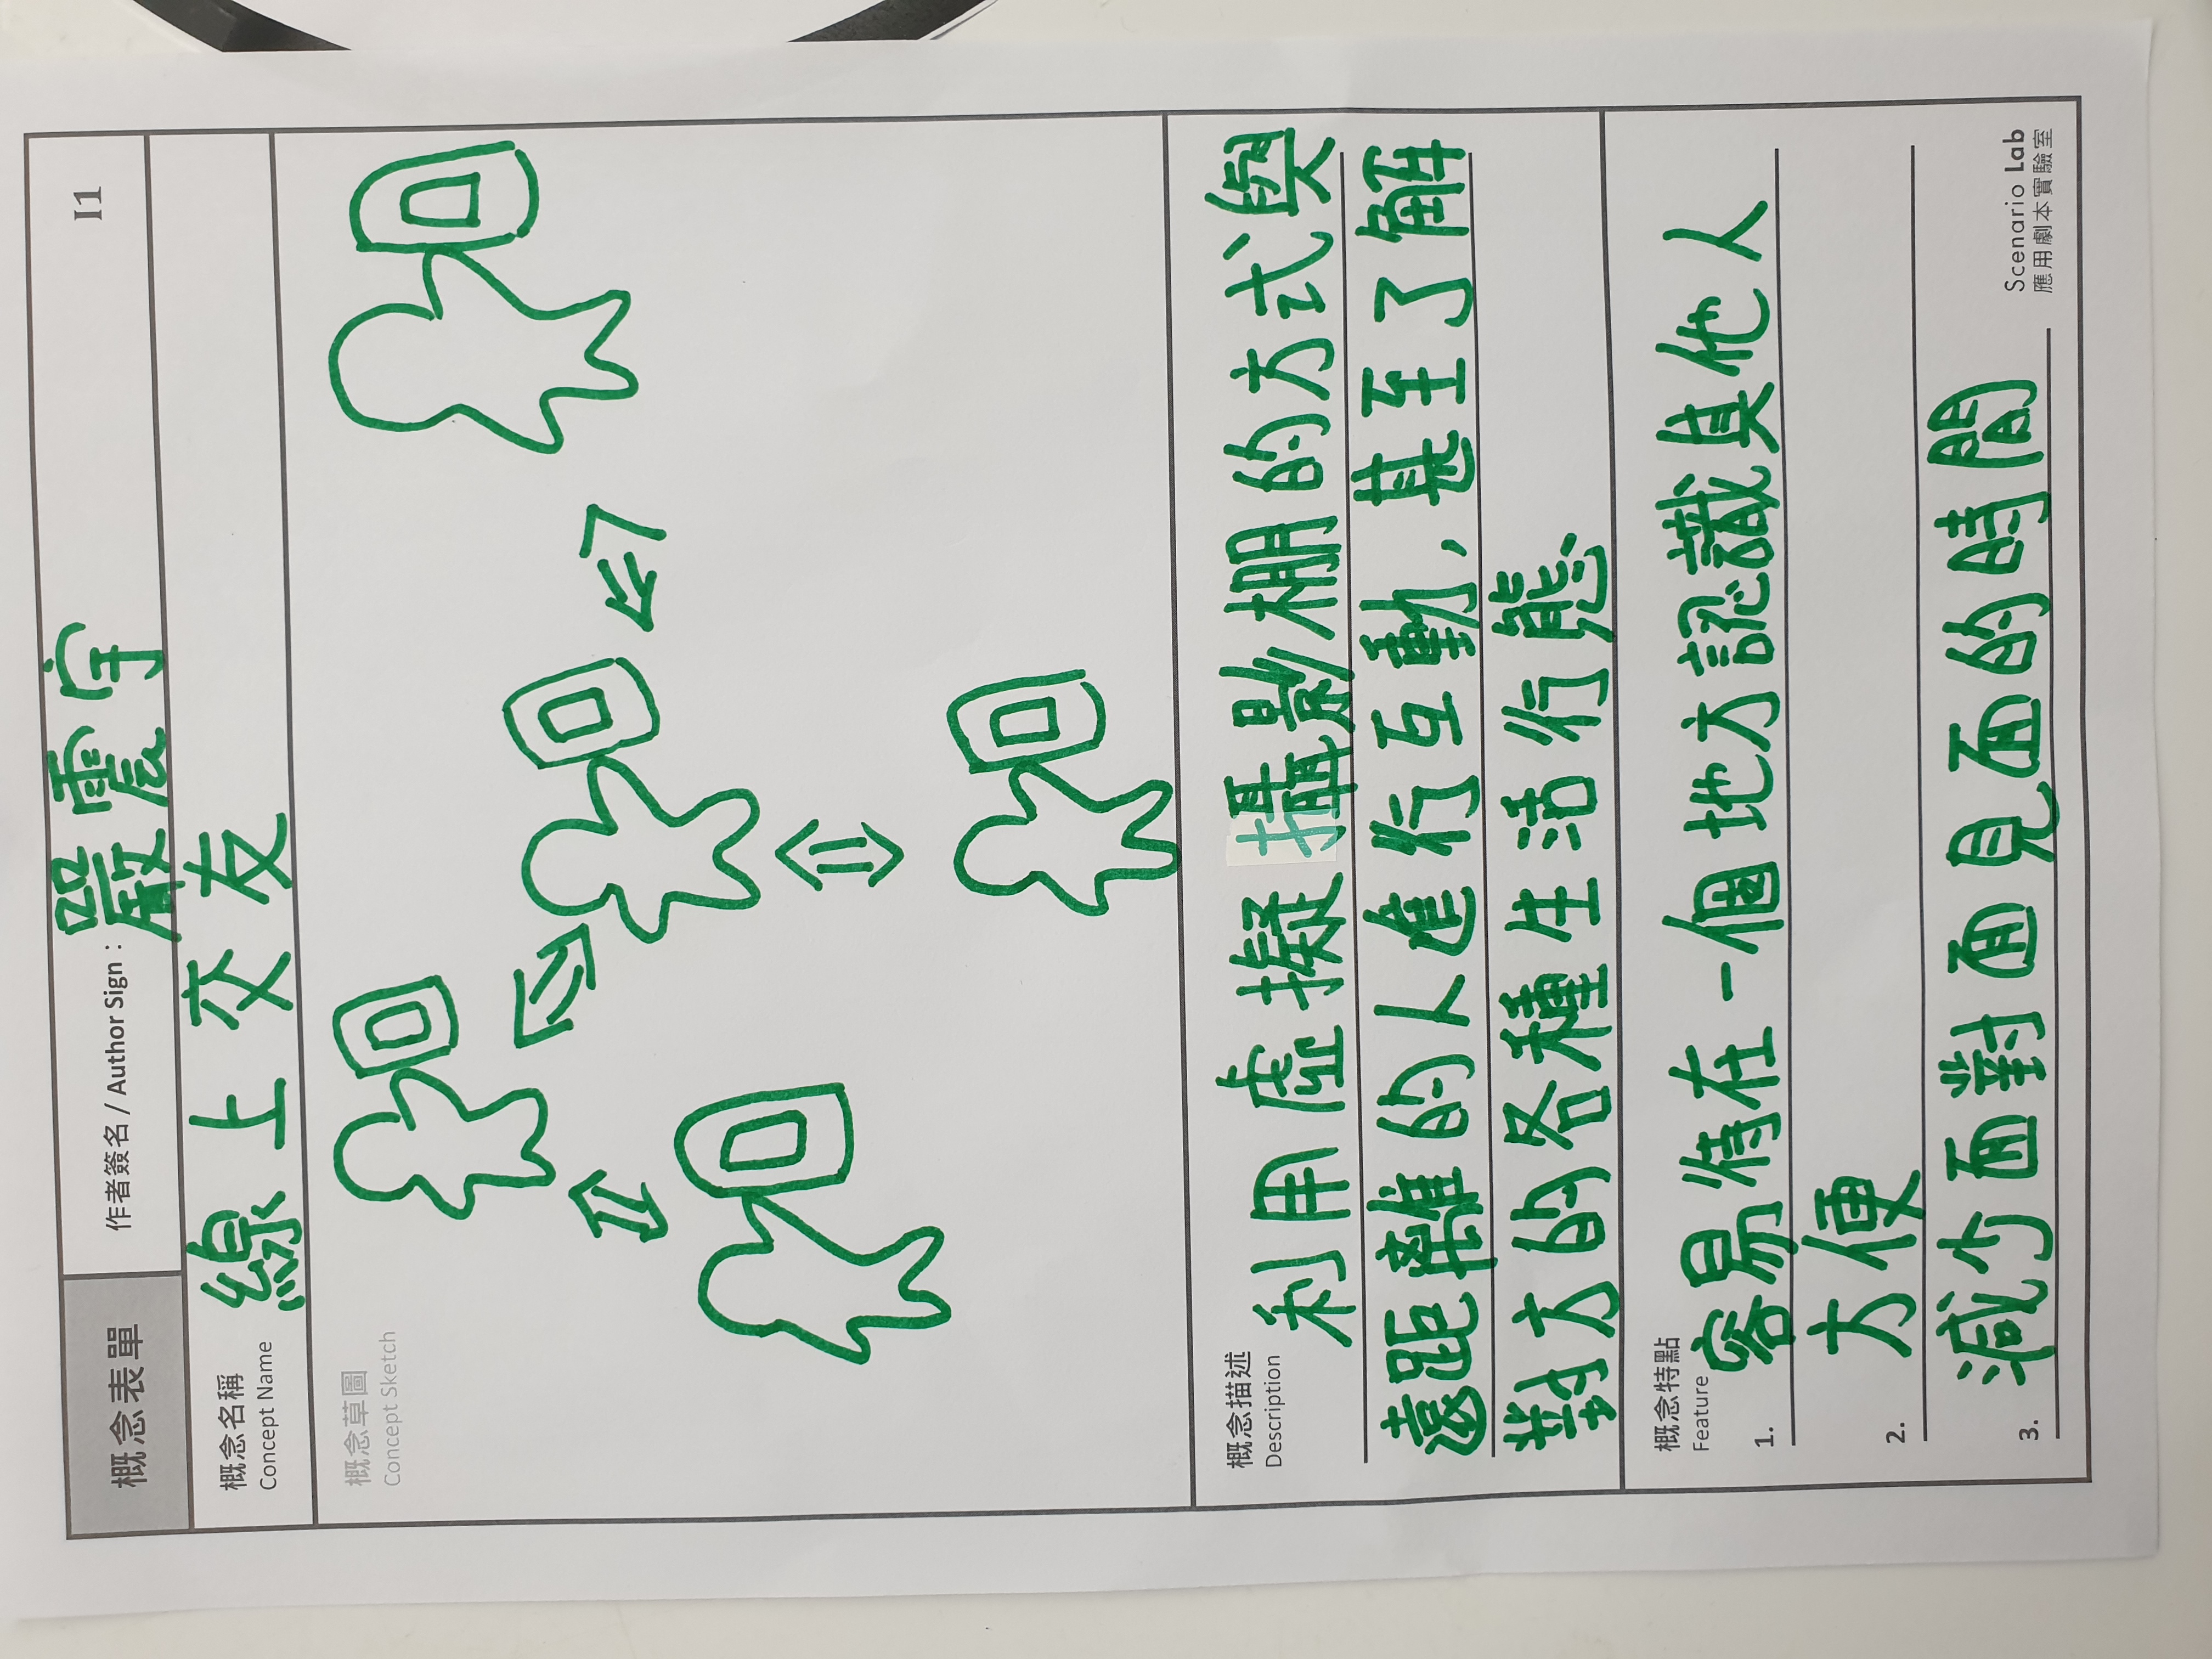 概念表單
作者簽名 / Author Sign：嚴震宇
I1
概念名稱
Concept Name
線上交友
概念草圖
Concept Sketch
概念描述
Description
利用虛擬攝影棚的方式與
遠距離的人進行互動，甚至了解
對方的各種生活行態
概念特點
Feature
1. 容易待在一個地方認識其他人
2. 方便
3. 減少面對面見面的時間
Scenario Lab
應用劇本實驗室